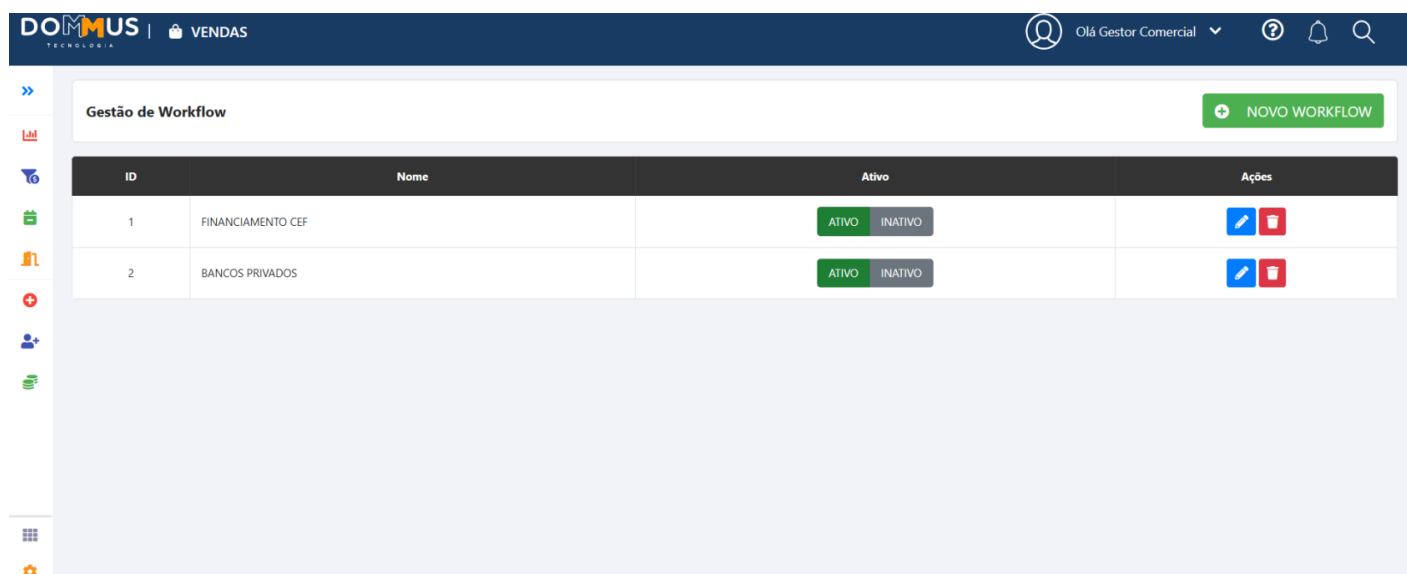 DOMMUS | VENDAS Olá Gestor Comercial
TECNOLOGIA
Gestão de Workflow NOVO WORKFLOW
ID Nome Ativo Ações
1 FINANCIAMENTO CEF ATIVO INATIVO
2 BANCOS PRIVADOS ATIVO INATIVO